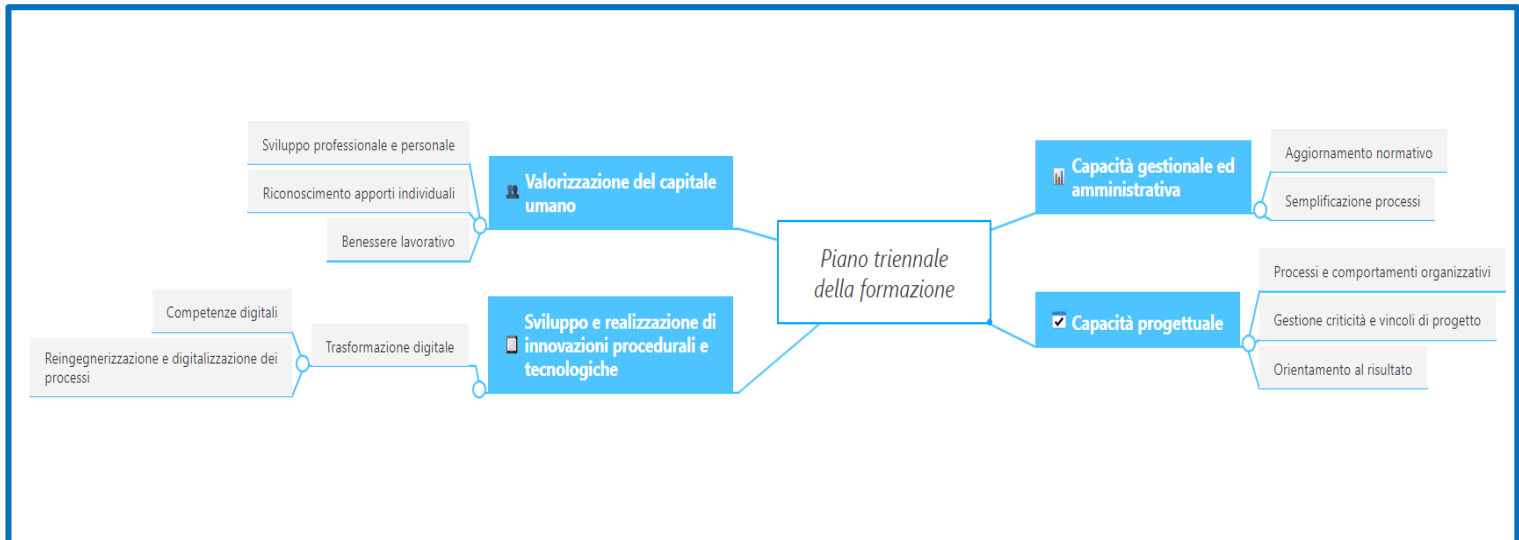 Piano triennale
della formazione
Valorizzazione del capitale
umano
Sviluppo professionale e personale
Riconoscimento apporti individuali
Benessere lavorativo
Sviluppo e realizzazione di
innovazioni procedurali e
tecnologiche
Trasformazione digitale
Competenze digitali
Reingegnerizzazione e digitalizzazione dei
processi
Capacità gestionale ed
amministrativa
Aggiornamento normativo
Semplificazione processi
Capacità progettuale
Processi e comportamenti organizzativi
Gestione criticità e vincoli di progetto
Orientamento al risultato